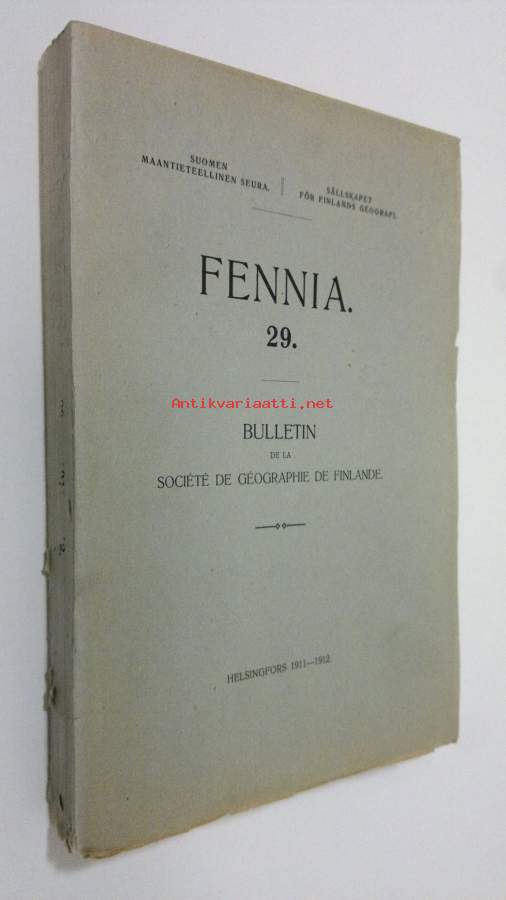 SUOMEN
MAANTIETEELLINEN SEURA.
SÄLLSKAPET
FÖR FINLANDS GEOGRAFI.
FENNIA.
29.
Antikvariaatti.net
BULLETIN
DE LA
SOCIÉTÉ DE GÉOGRAPHIE DE FINLANDE.
HELSINGFORS 1911—1912.